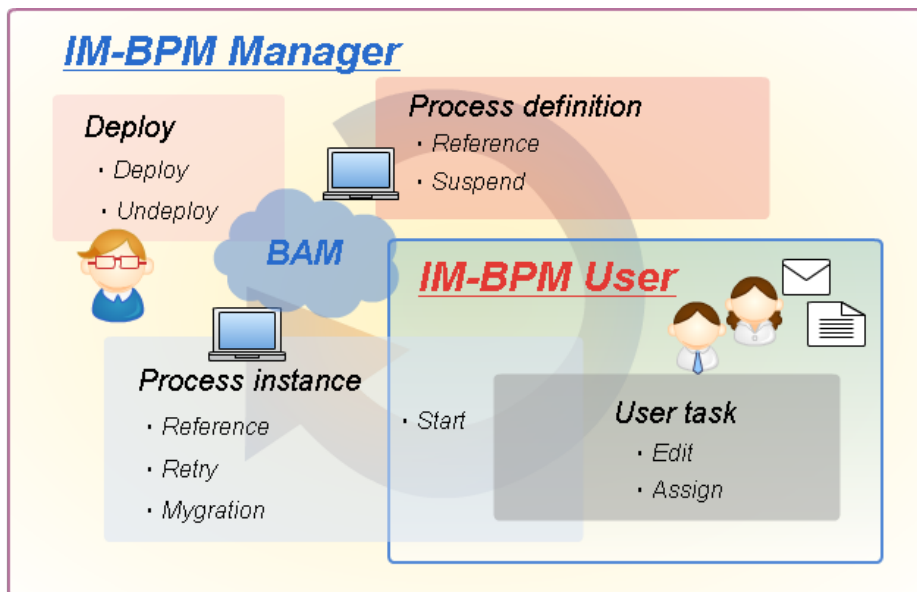 IM-BPM Manager
Deploy
・Deploy
・Undeploy
Process definition
・Reference
・Suspend
BAM
IM-BPM User
Process instance
・Reference
・Retry
・Mygration
・Start
User task
・Edit
・Assign